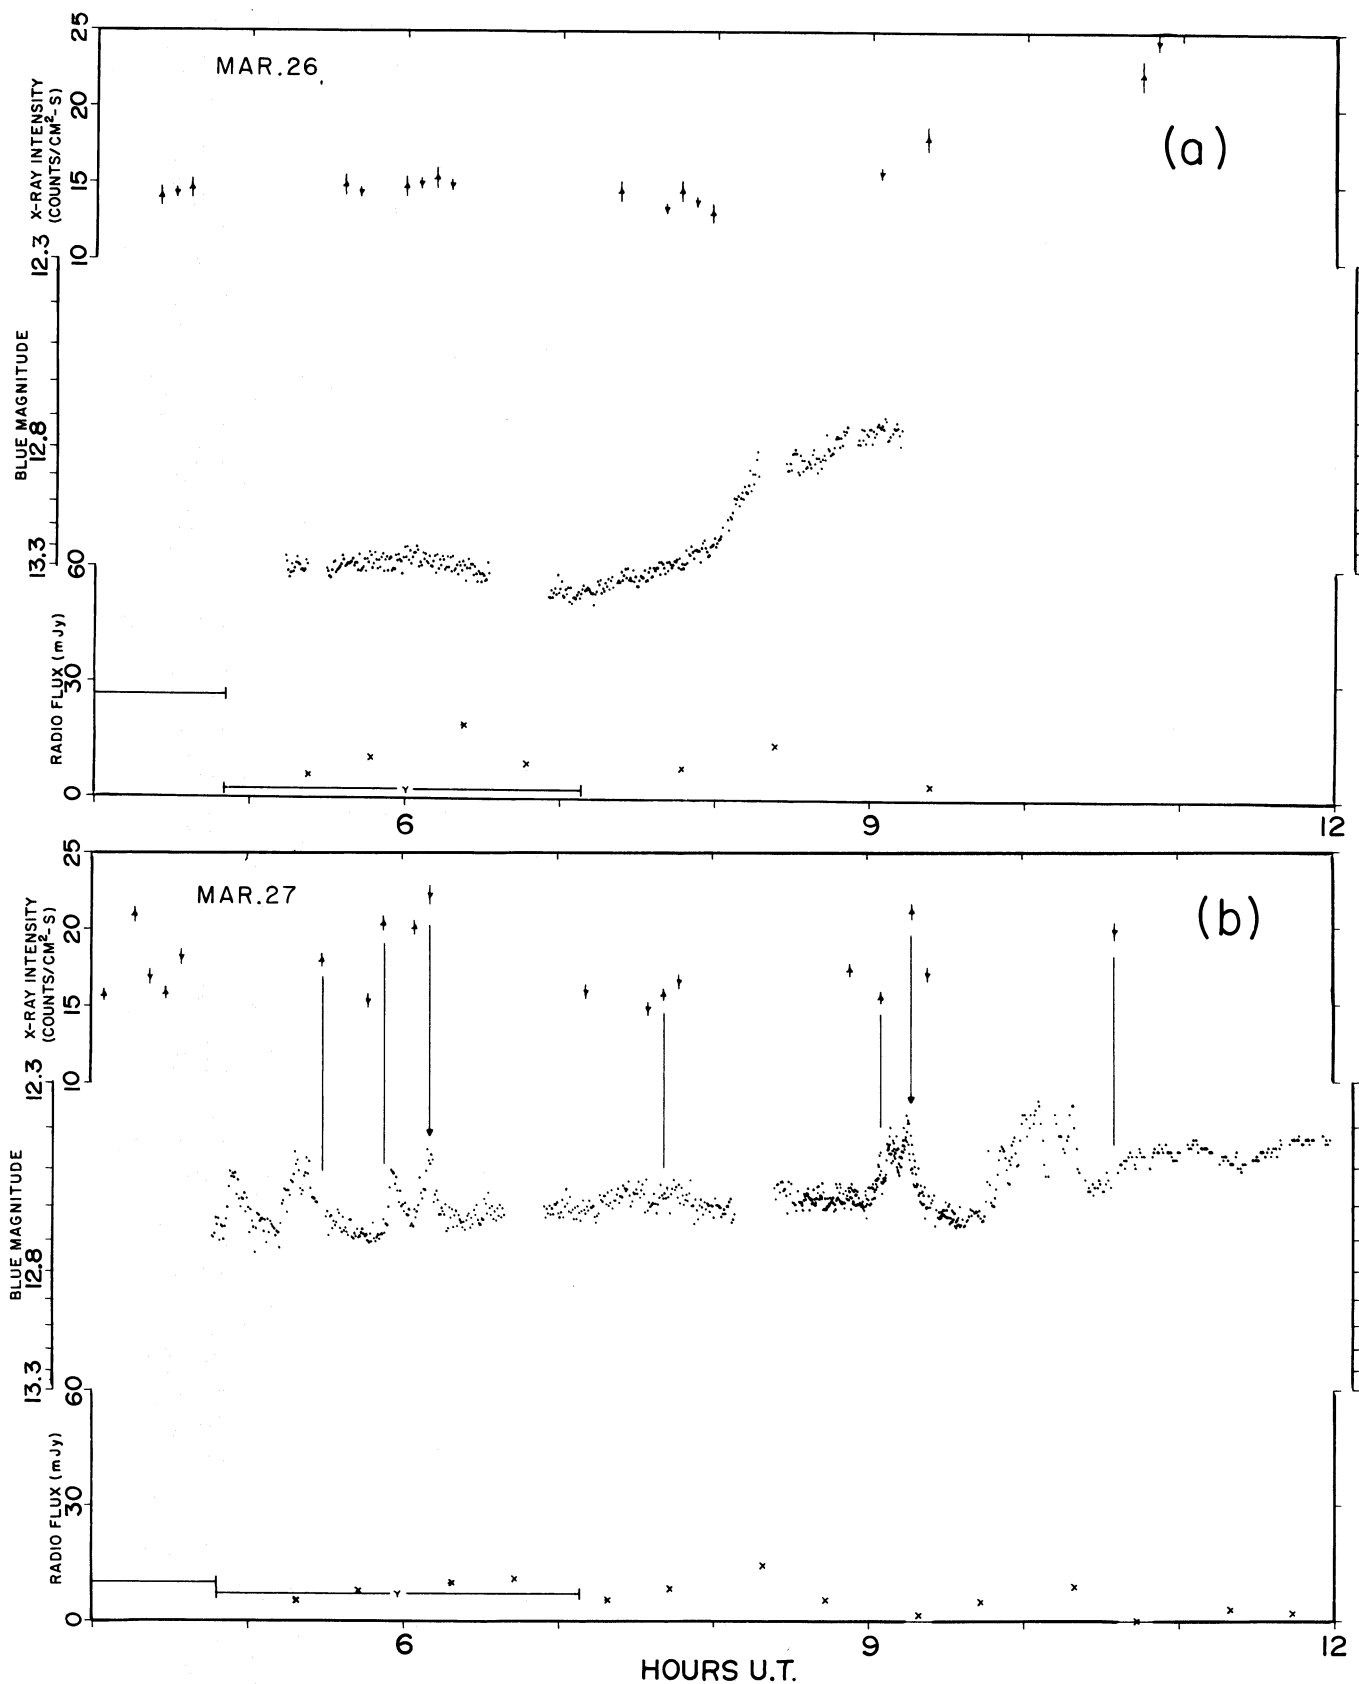 25
20
15
10
X-RAY INTENSITY
(COUNTS/CM²-S)
MAR.26
(a)
12.3
12.8
13.3
BLUE MAGNITUDE
60
30
0
RADIO FLUX (mJy)
Y
6
9
12
25
20
15
10
X-RAY INTENSITY
(COUNTS/CM²-S)
MAR.27
(b)
12.3
12.8
13.3
BLUE MAGNITUDE
60
30
0
RADIO FLUX (mJy)
Y
6
9
12
HOURS U.T.